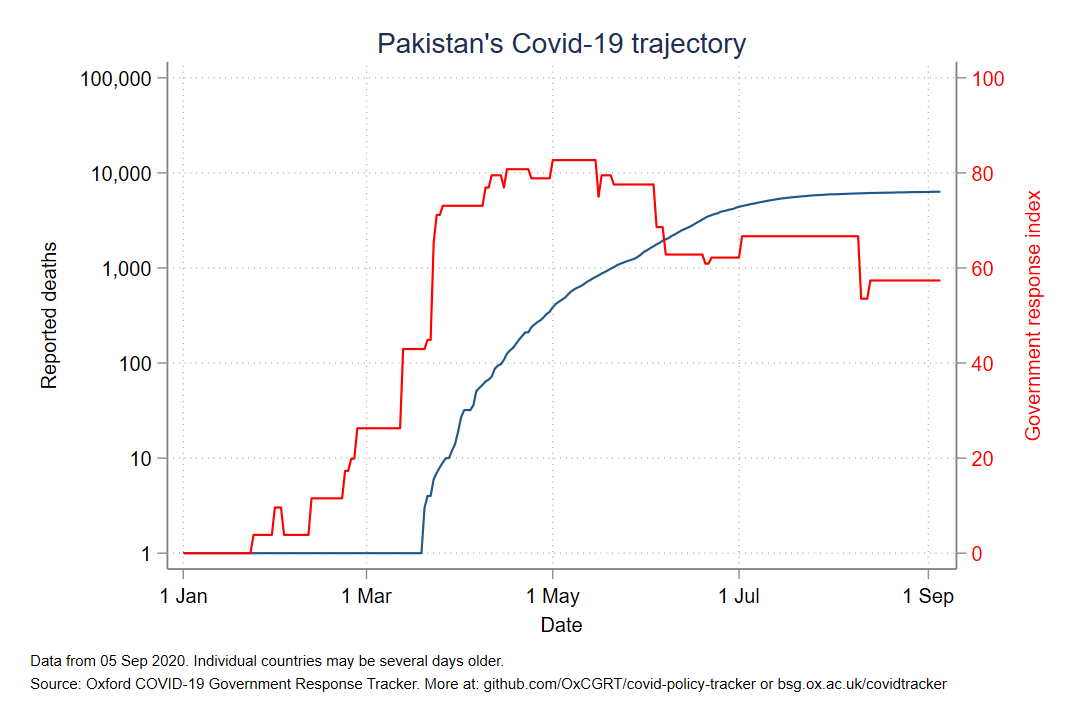 Pakistan's Covid-19 trajectory
100,000
10,000
1,000
100
10
1
Reported deaths
100
80
60
40
20
0
Government response index
1 Jan 1 Mar 1 May 1 Jul 1 Sep
Date
Data from 05 Sep 2020. Individual countries may be several days older.
Source: Oxford COVID-19 Government Response Tracker. More at: github.com/OxCGRT/covid-policy-tracker or bsg.ox.ac.uk/covidtracker